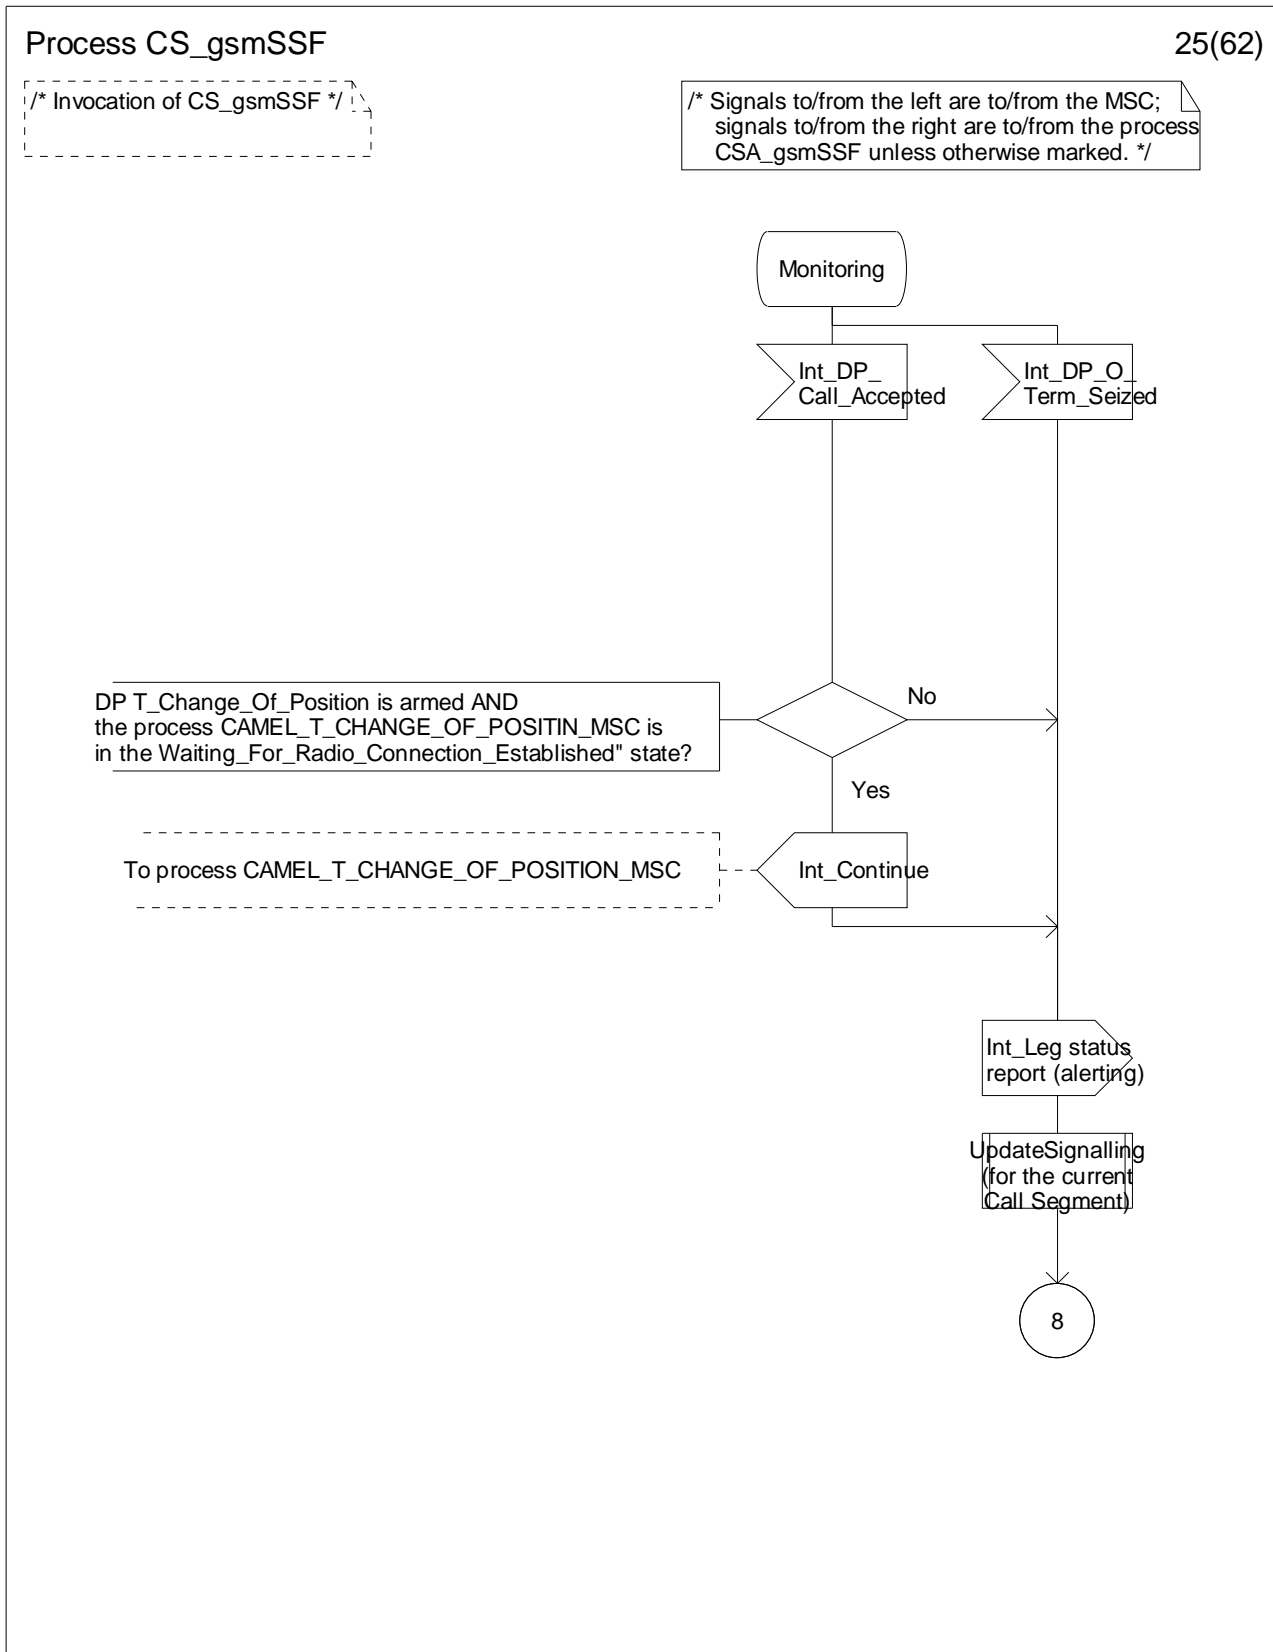 Process CS_gsmSSF
25(62)
/* Invocation of CS_gsmSSF */
/* Signals to/from the left are to/from the MSC;
signals to/from the right are to/from the process
CSA_gsmSSF unless otherwise marked. */
Monitoring
Int_DP_
Call_Accepted
Int_DP_O_
Term_Seized
DP T_Change_Of_Position is armed AND
the process CAMEL_T_CHANGE_OF_POSITIN_MSC is
in the Waiting_For_Radio_Connection_Established" state?
No
Yes
To process CAMEL_T_CHANGE_OF_POSITION_MSC
Int_Continue
Int_Leg status
report (alerting)
UpdateSignalling
(for the current
Call Segment)
8